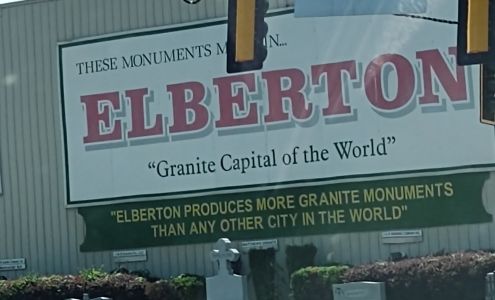 THESE MONUMENTS M N...
ELBERTON
"Granite Capital of the World"
"ELBERTON PRODUCES MORE GRANITE MONUMENTS
THAN ANY OTHER CITY IN THE WORLD"